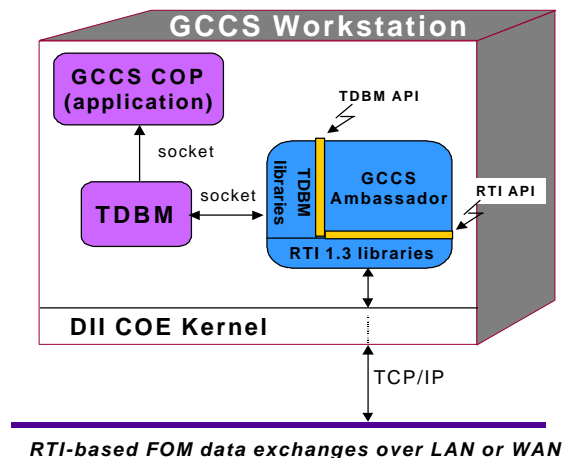 GCCS Workstation
GCCS COP
(application)
TDBM API
socket
TDBM
libraries
GCCS
Ambassador
RTI API
socket
TDBM
RTI 1.3 libraries
DII COE Kernel
TCP/IP
RTI-based FOM data exchanges over LAN or WAN